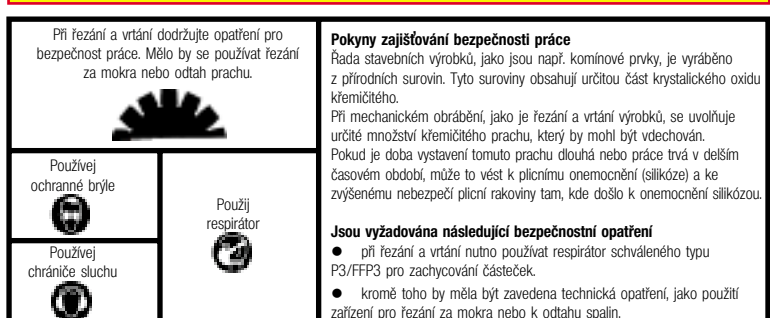 Při řezání a vrtání dodržujte opatření pro
bezpečnost práce. Mělo by se používat řezání
za mokra nebo odtah prachu.
Používej
ochranné brýle
Použij
respirátor
Používej
chrániče sluchu
Pokyny zajišťování bezpečnosti práce
Řada stavebních výrobků, jako jsou např. komínové prvky, je vyráběno
z přírodních surovin. Tyto suroviny obsahují určitou část krystalického oxidu
křemičitého.
Při mechanickém obrábění, jako je řezání a vrtání výrobků, se uvolňuje
určité množství křemičitého prachu, který by mohl být vdechován.
Pokud je doba vystavení tomuto prachu dlouhá nebo práce trvá v delším
časovém období, může to vést k plicnímu onemocnění (silikóze) a ke
zvýšenému nebezpečí plicní rakoviny tam, kde došlo k onemocnění silikózou.
Jsou vyžadována následující bezpečnostní opatření
● při řezání a vrtání nutno používat respirátor schváleného typu
P3/FFP3 pro zachycování částeček.
● kromě toho by měla být zavedena technická opatření, jako použití
zařízení pro řezání za mokra nebo k odtahu spalin.